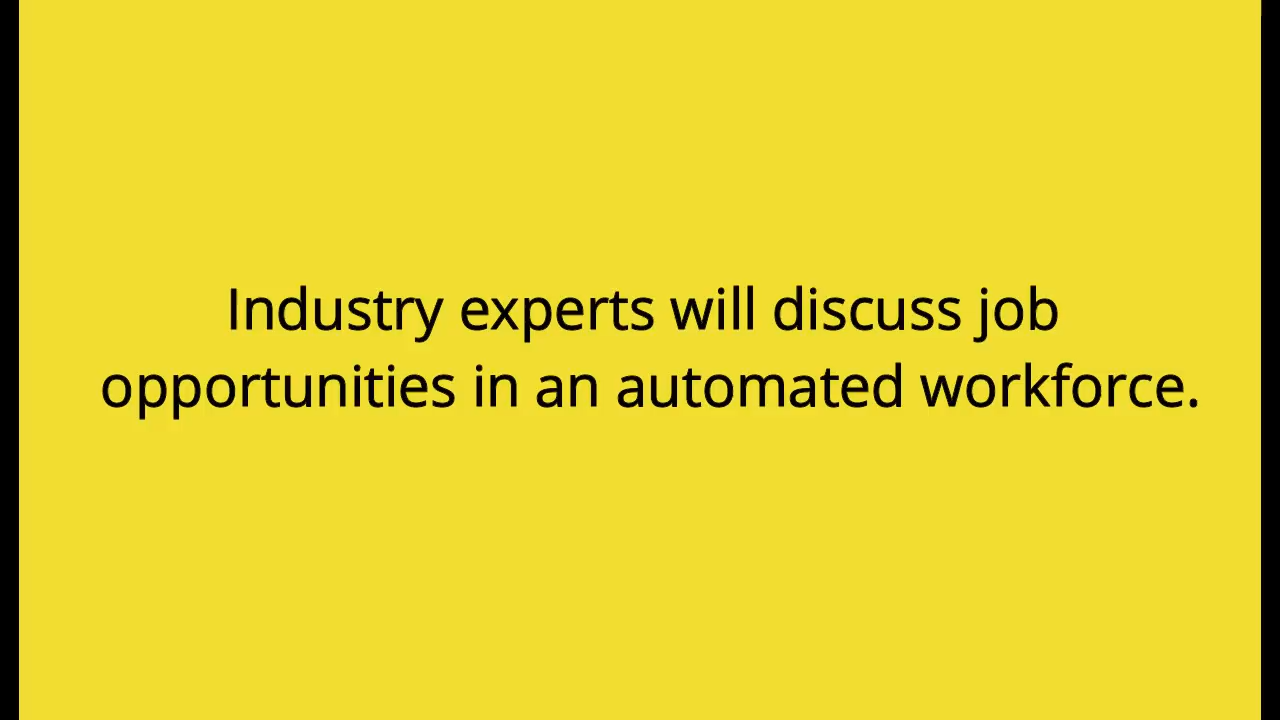 Industry experts will discuss job
opportunities in an automated workforce.